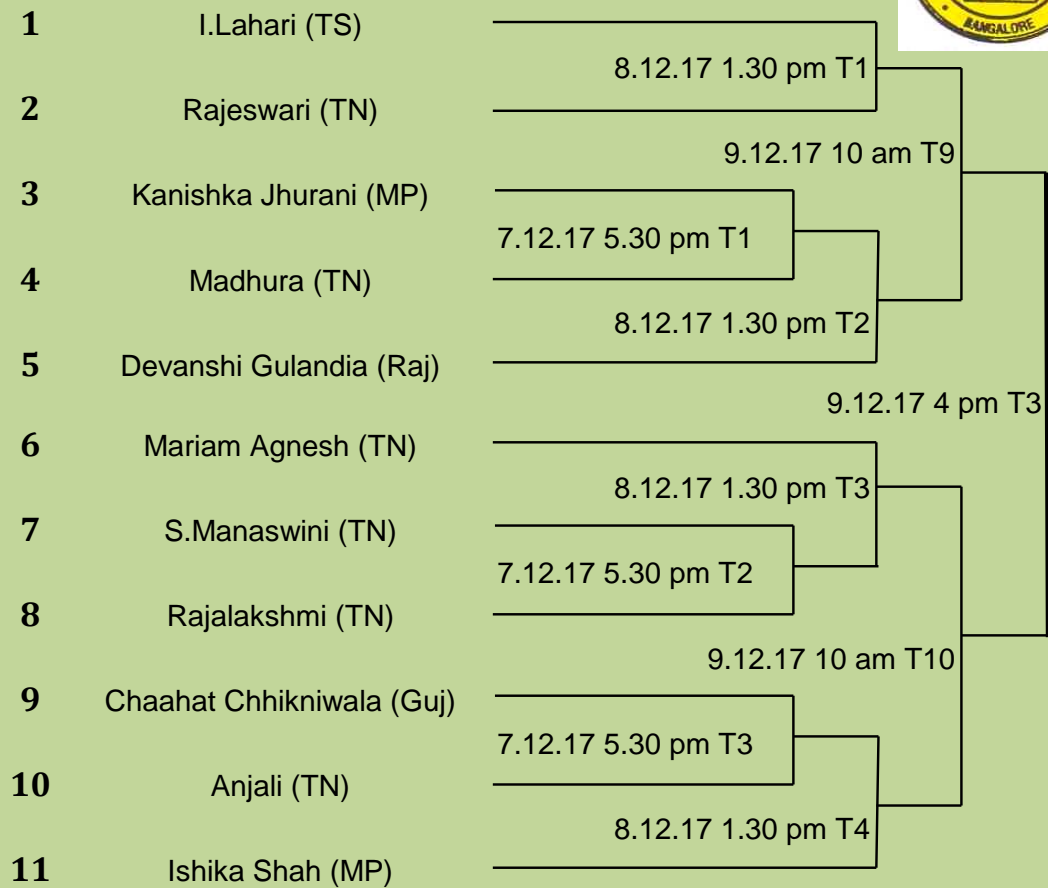 BANGALORE
1 I.Lahari (TS)
8.12.17 1.30 pm T1
2 Rajeswari (TN)
9.12.17 10 am T9
3 Kanishka Jhurani (MP)
7.12.17 5.30 pm T1
4 Madhura (TN)
8.12.17 1.30 pm T2
5 Devanshi Gulandia (Raj)
9.12.17 4 pm T3
6 Mariam Agnesh (TN)
8.12.17 1.30 pm T3
7 S.Manaswini (TN)
7.12.17 5.30 pm T2
8 Rajalakshmi (TN)
9.12.17 10 am T10
9 Chaahat Chhikniwala (Guj)
7.12.17 5.30 pm T3
10 Anjali (TN)
8.12.17 1.30 pm T4
11 Ishika Shah (MP)